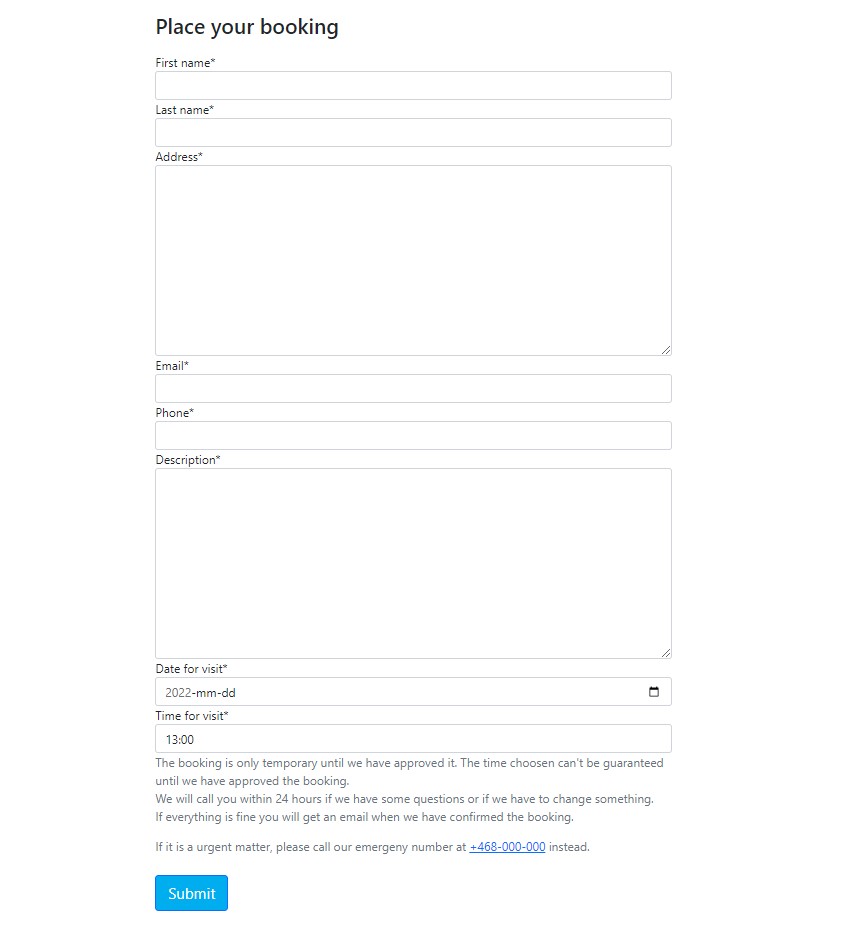 Place your booking
First name*
Last name*
Address*
Email*
Phone*
Description*
Date for visit*
2022-mm-dd
Time for visit*
13:00
The booking is only temporary until we have approved it. The time choosen can't be guaranteed
until we have approved the booking.
We will call you within 24 hours if we have some questions or if we have to change something.
If everything is fine you will get an email when we have confirmed the booking.
If it is a urgent matter, please call our emergeny number at +468-000-000 instead.
Submit